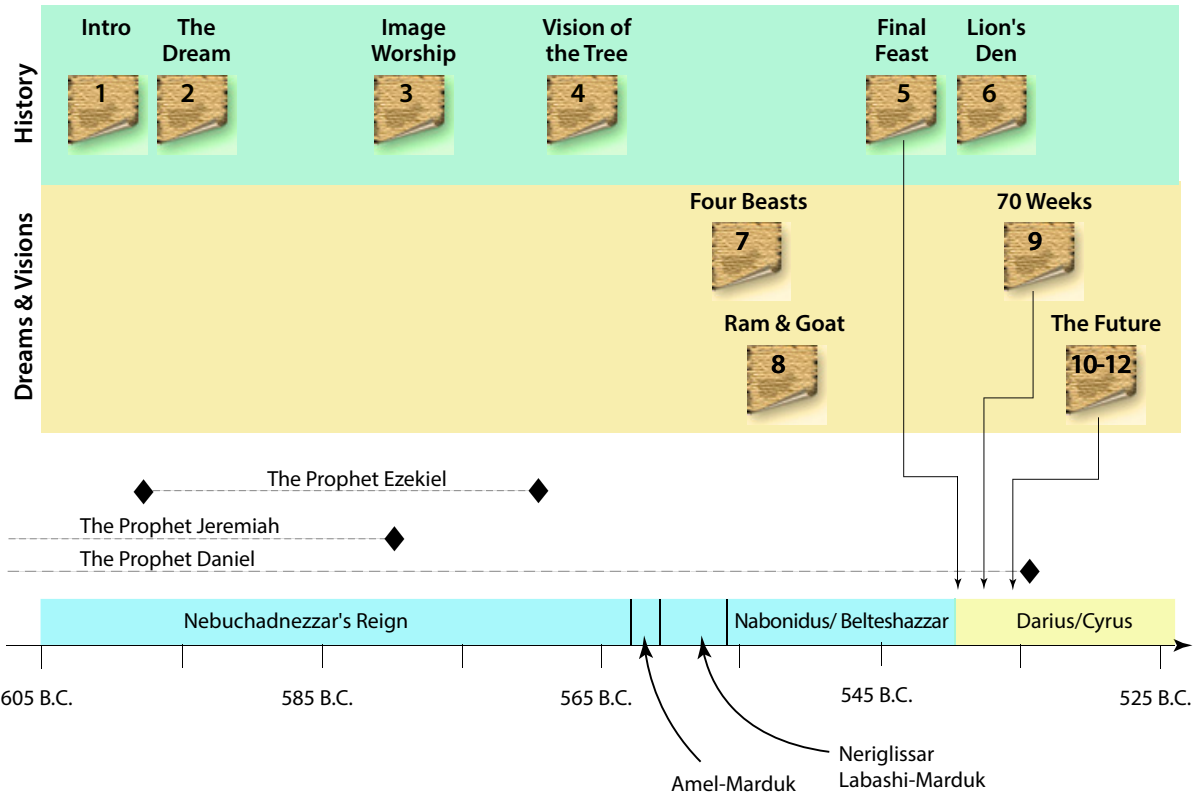 History
Intro
The
Dream
Image
Worship
Vision of
the Tree
Final
Feast
Lion's
Den
1
2
3
4
5
6
Dreams & Visions
Four Beasts
70 Weeks
7
9
Ram & Goat
The Future
8
10-12
The Prophet Ezekiel
The Prophet Jeremiah
The Prophet Daniel
Nebuchadnezzar's Reign
Nabonidus/ Belteshazzar
Darius/Cyrus
605 B.C.
585 B.C.
565 B.C.
545 B.C.
525 B.C.
Amel-Marduk
Neriglissar
Labashi-Marduk